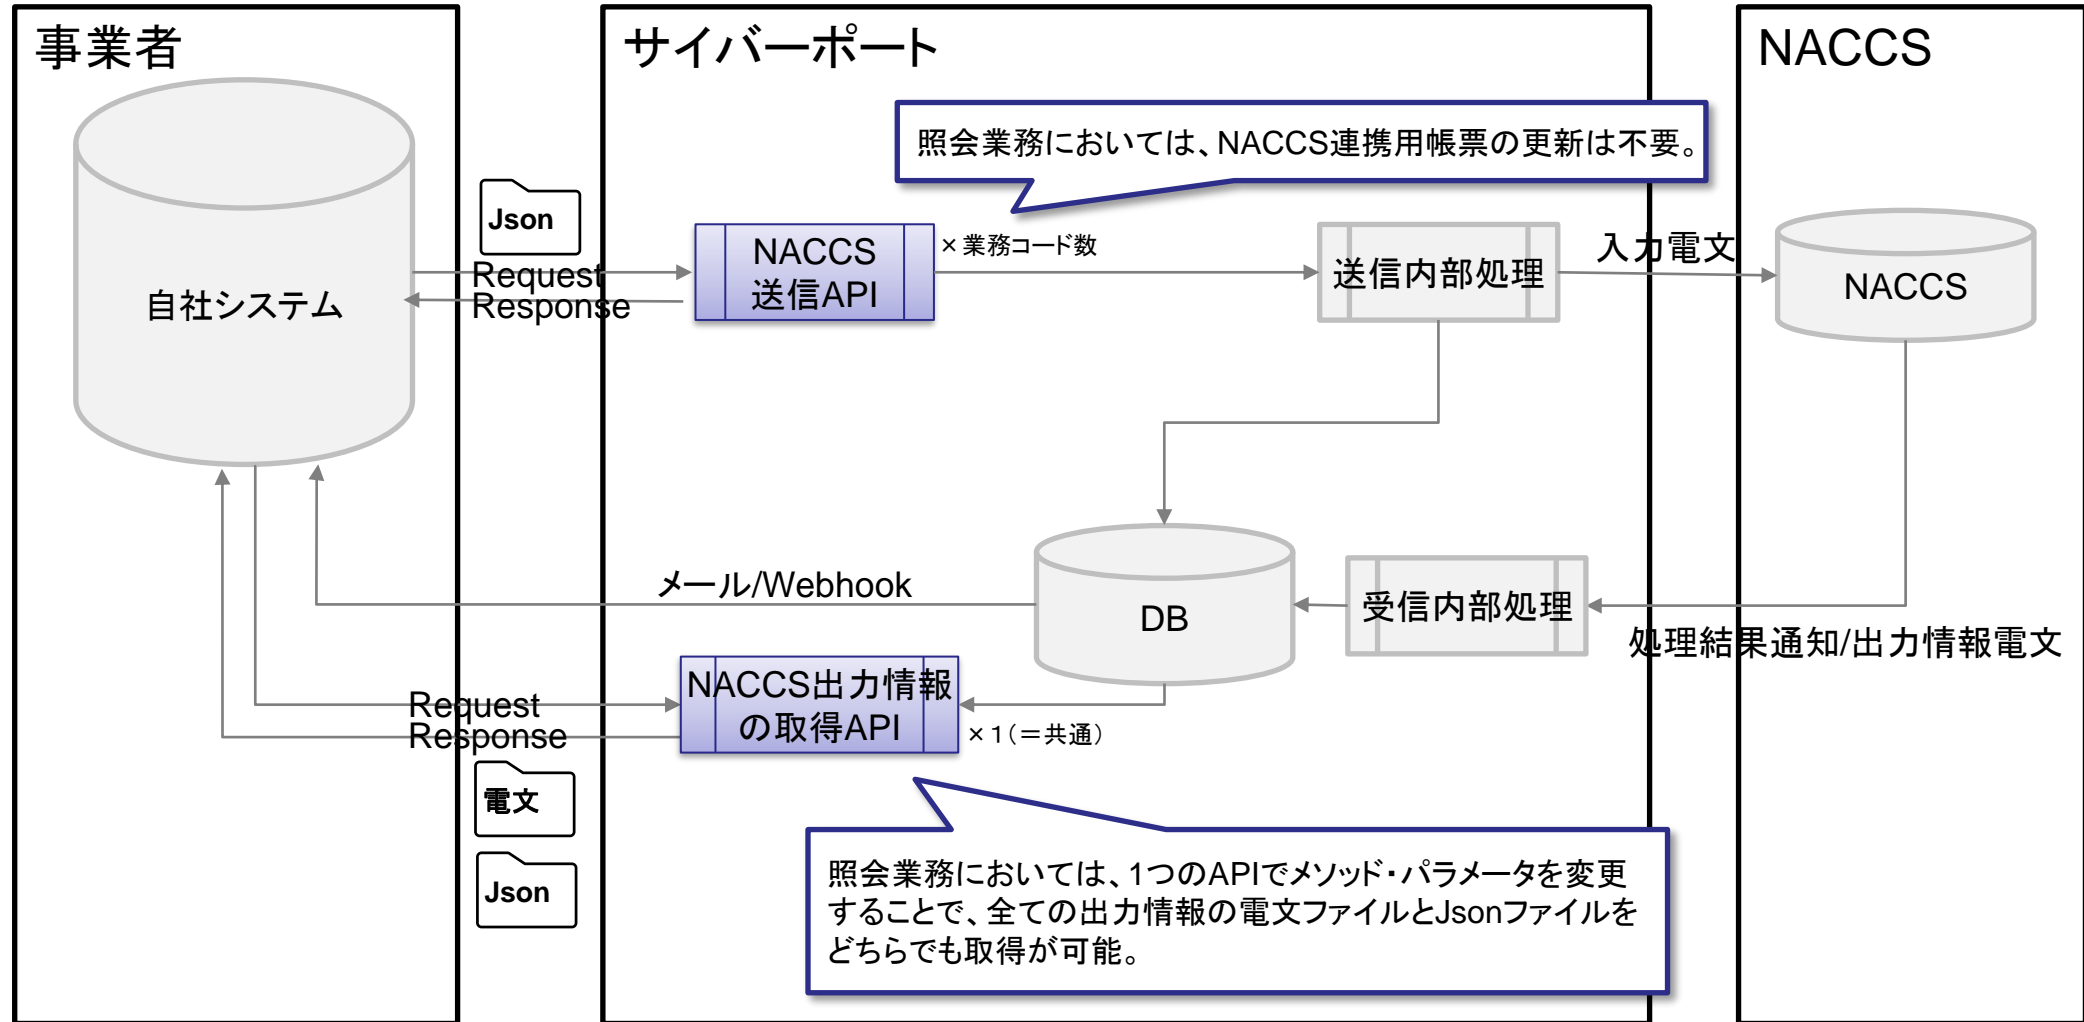 事業者
サイバーポート
NACCS
照会業務においては、NACCS連携用帳票の更新は不要。
Json
Request
Response
自社システム
NACCS
送信API
×業務コード数
送信内部処理
入力電文
NACCS
メール/Webhook
DB
受信内部処理
処理結果通知/出力情報電文
Request
Response
NACCS出力情報
の取得API
×1(=共通)
電文
Json
照会業務においては、1つのAPIでメソッド・パラメータを変更
することで、全ての出力情報の電文ファイルとJsonファイルを
どちらでも取得が可能。